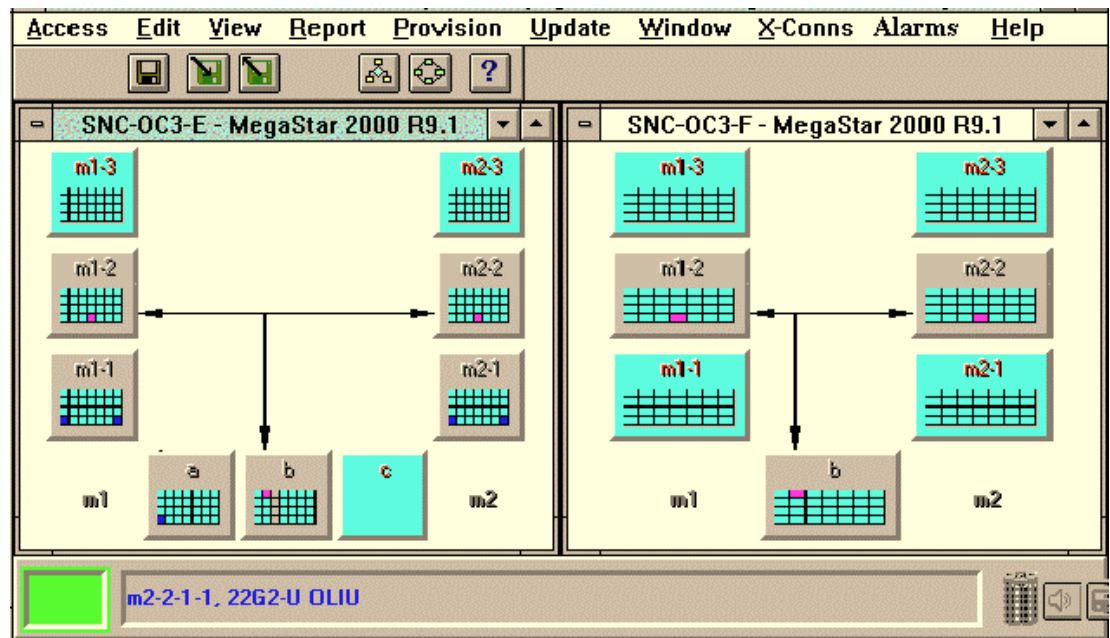 Access Edit View Report Provision Update Window X-Conns Alarms Help
?
SNC-OC3-E - MegaStar 2000 R9.1
m1-3 m2-3
m1-2 m2-2
m1-1 m2-1
a b c
m1 m2
SNC-OC3-F - MegaStar 2000 R9.1
m1-3 m2-3
m1-2 m2-2
m1-1 m2-1
b
m1 m2
m2-2-1-1, 22G2-U OLIU